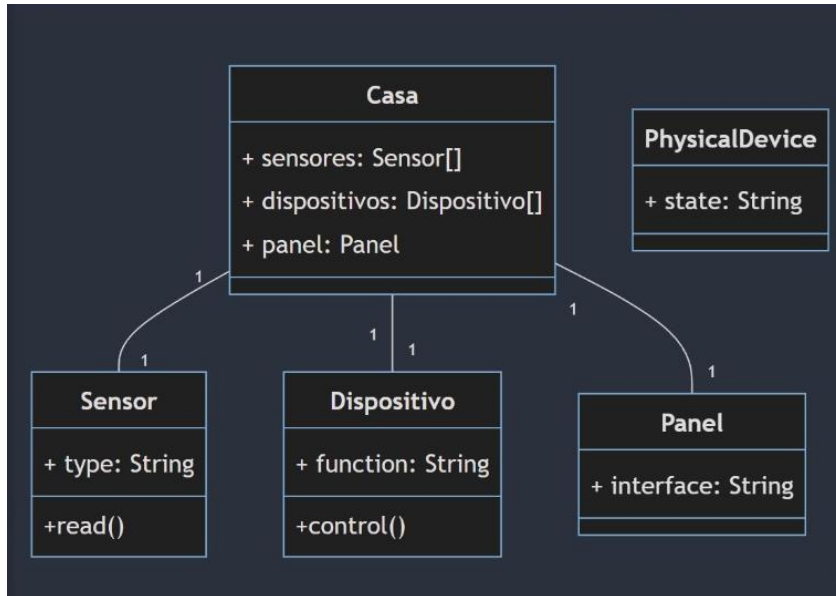 Casa
+ sensores: Sensor[]
+ dispositivos: Dispositivo[]
+ panel: Panel
PhysicalDevice
+ state: String
1
1
1
1
1
1
Sensor
+ type: String
+read()
Dispositivo
+ function: String
+control()
Panel
+ interface: String